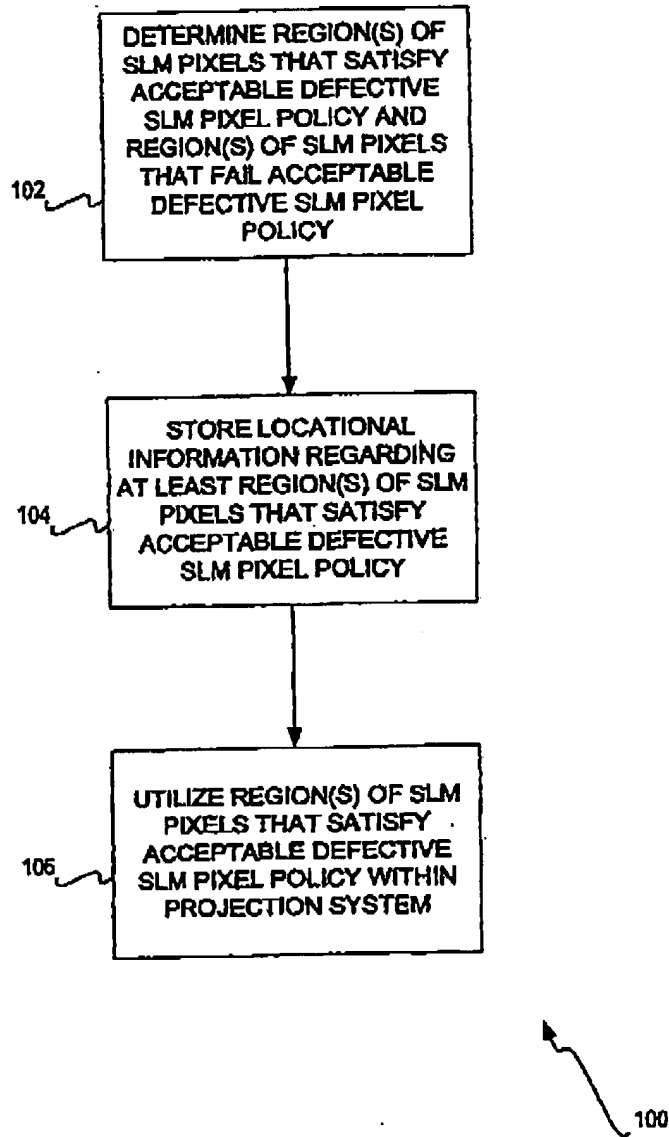 DETERMINE REGION(S) OF
SLM PIXELS THAT SATISFY
ACCEPTABLE DEFECTIVE
SLM PIXEL POLICY AND
REGION(S) OF SLM PIXELS
THAT FAIL ACCEPTABLE
DEFECTIVE SLM PIXEL
POLICY
102
STORE LOCATIONAL
INFORMATION REGARDING
AT LEAST REGION(S) OF SLM
PIXELS THAT SATISFY
ACCEPTABLE DEFECTIVE
SLM PIXEL POLICY
104
UTILIZE REGION(S) OF SLM
PIXELS THAT SATISFY
ACCEPTABLE DEFECTIVE
SLM PIXEL POLICY WITHIN
PROJECTION SYSTEM
106
100